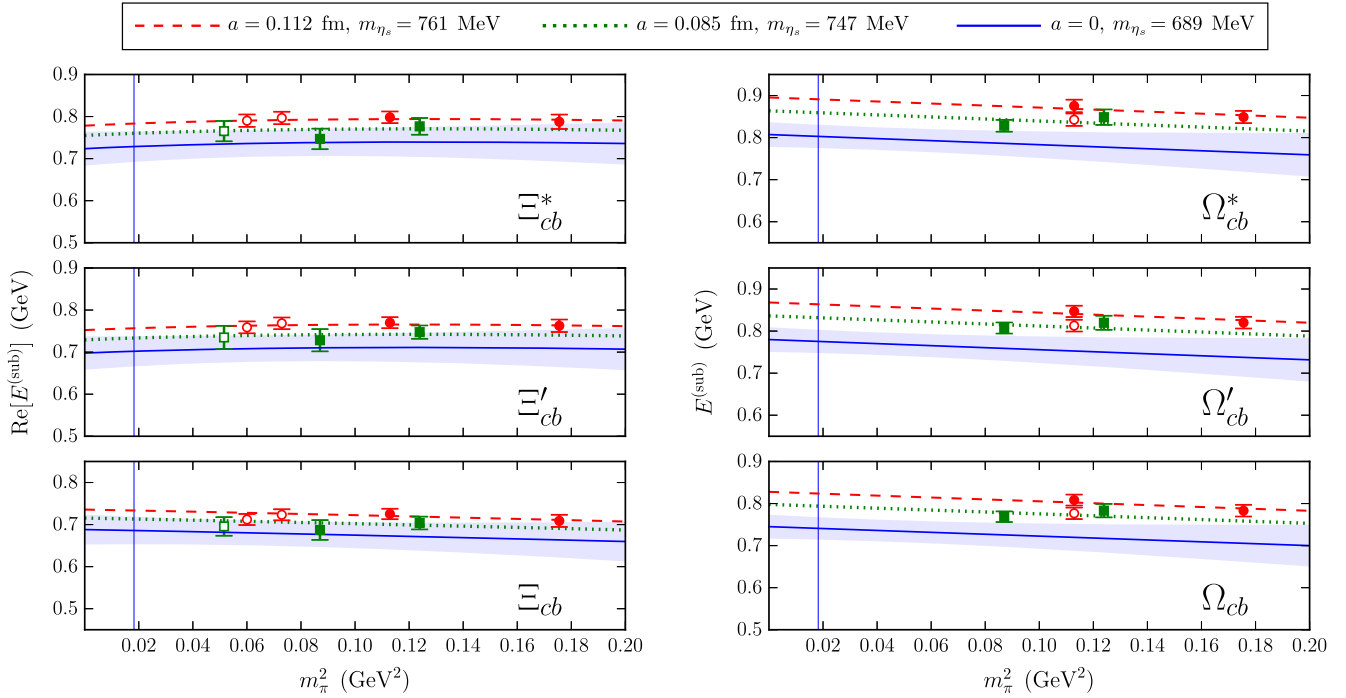 a = 0.112 fm, m_{η_s} = 761 MeV a = 0.085 fm, m_{η_s} = 747 MeV a = 0, m_{η_s} = 689 MeV
Re[E^{(sub)}] (GeV)
0.9
0.8
0.7
0.6
0.5
Ξ*_{cb}
0.9
0.8
0.7
0.6
0.5
Ξ′_{cb}
0.9
0.8
0.7
0.6
0.5
Ξ_{cb}
0.02 0.04 0.06 0.08 0.10 0.12 0.14 0.16 0.18 0.20
m_π^2 (GeV^2)
E^{(sub)} (GeV)
0.9
0.8
0.7
0.6
Ω*_{cb}
0.9
0.8
0.7
0.6
Ω′_{cb}
0.9
0.8
0.7
0.6
0.5
Ω_{cb}
0.02 0.04 0.06 0.08 0.10 0.12 0.14 0.16 0.18 0.20
m_π^2 (GeV^2)